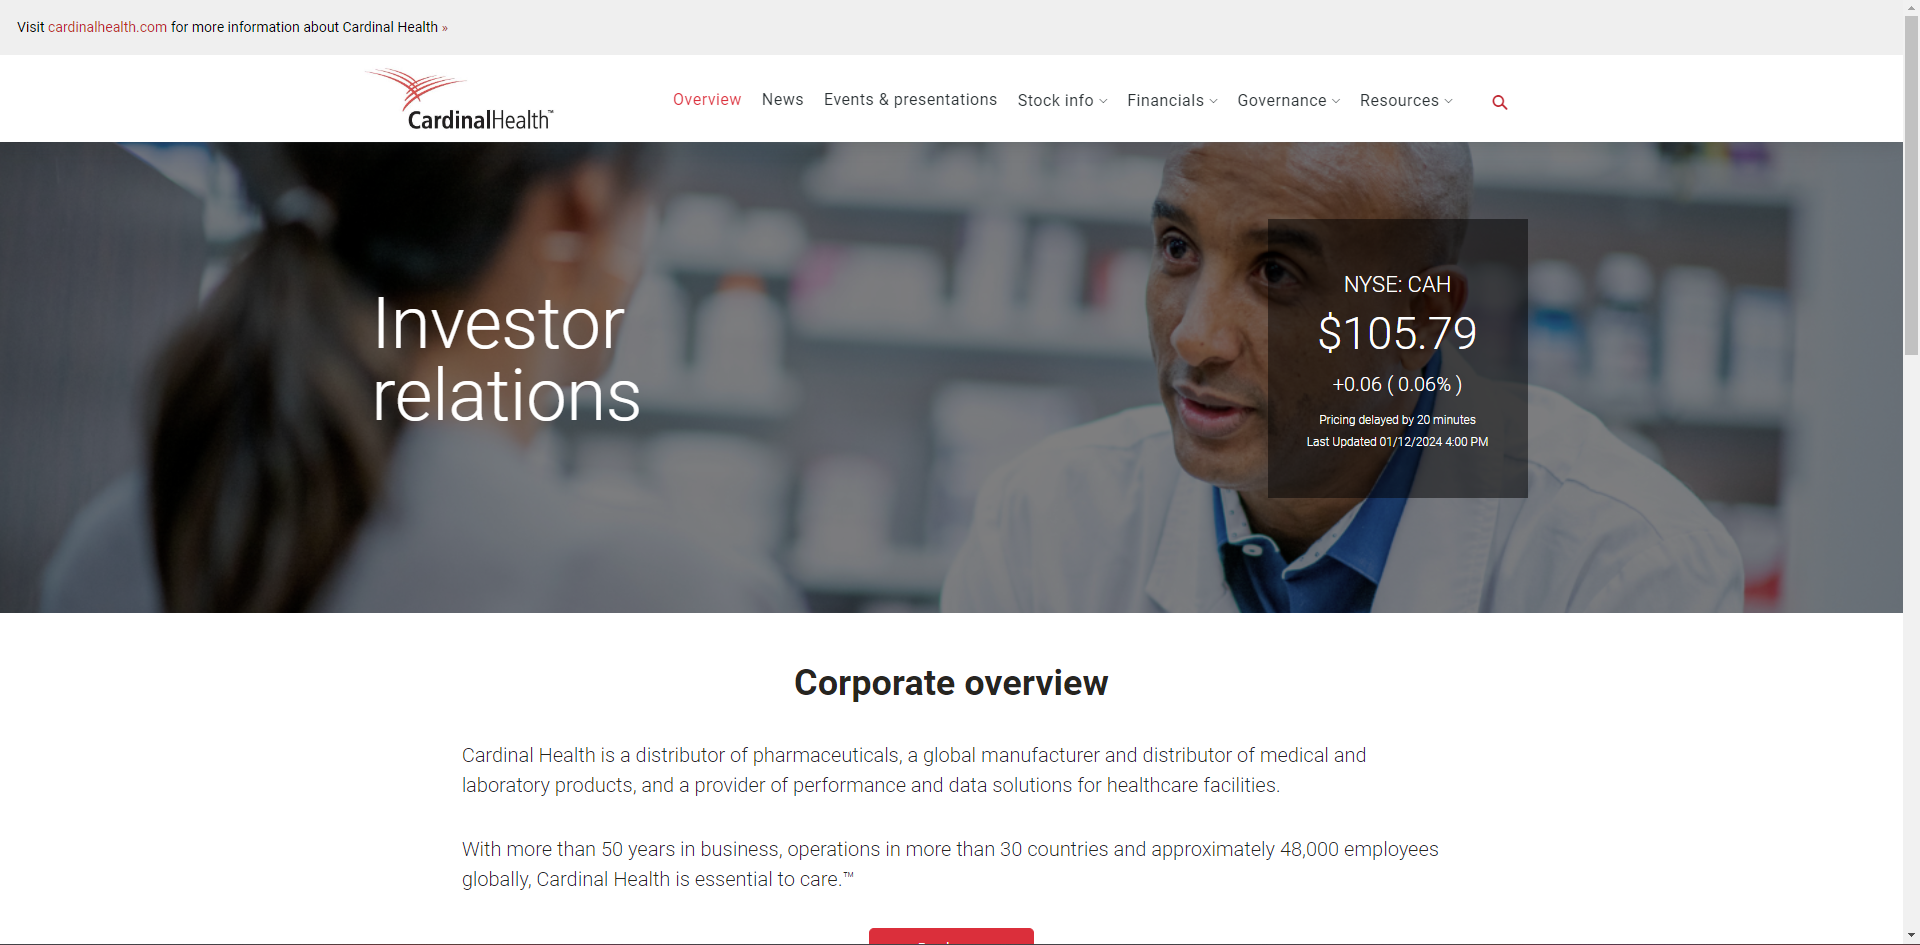 Visit cardinalhealth.com for more information about Cardinal Health »
CardinalHealth™
Overview News Events & presentations Stock info Financials Governance Resources
Investor
relations
NYSE: CAH
$105.79
+0.06 ( 0.06% )
Pricing delayed by 20 minutes
Last Updated 01/12/2024 4:00 PM
Corporate overview
Cardinal Health is a distributor of pharmaceuticals, a global manufacturer and distributor of medical and
laboratory products, and a provider of performance and data solutions for healthcare facilities.
With more than 50 years in business, operations in more than 30 countries and approximately 48,000 employees
globally, Cardinal Health is essential to care.™